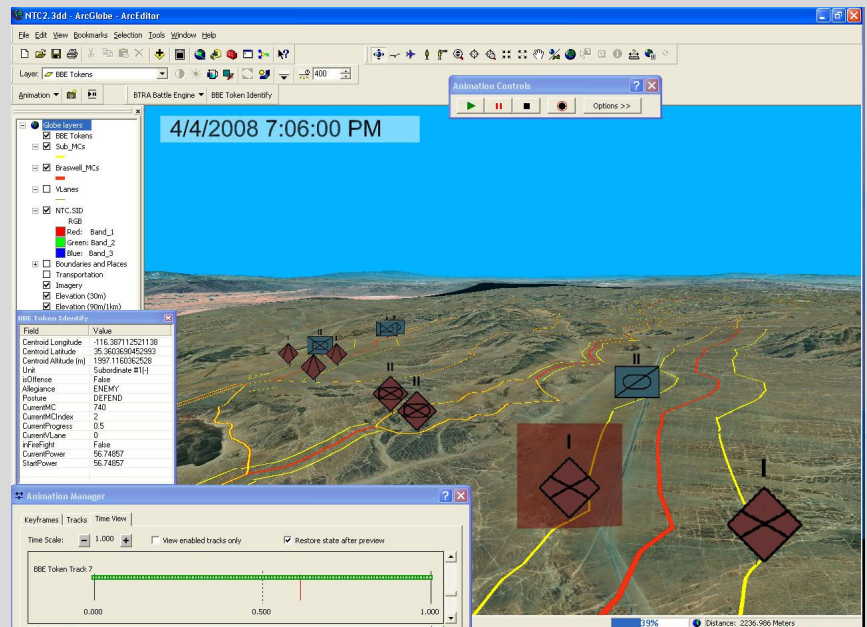 NTC2.3dd - ArcGlobe - ArcEditor
File Edit View Bookmarks Selection Tools Window Help
Layer: BBE Tokens 400
Animation BTRA Battle Engine BBE Token Identify
Animation Controls
Options >>
4/4/2008 7:06:00 PM
Globe layers
BBE Tokens
Sub_MCs
Braswell_MCs
VLanes
NTC.SID
RGB
Red: Band_1
Green: Band_2
Blue: Band_3
Boundaries and Places
Transportation
Imagery
Elevation (30m)
Elevation (90m/1km)
BBE Token Identify
Field Value
Centroid Longitude -116.387112521138
Centroid Latitude 35.3603690452993
Centroid Altitude (m) 1997.1160362528
Unit Subordinate #1(-)
isOffense False
Allegiance ENEMY
Posture DEFEND
CurrentMC 740
CurrentMCIndex 2
CurrentProgress 0.5
CurrentVLane 0
inFireFight False
CurrentPower 56.74857
StartPower 56.74857
II
II
II
II
I
I
Animation Manager
Keyframes Tracks Time View
Time Scale: 1.000 View enabled tracks only Restore state after preview
BBE Token Track 7
0.000 0.500 1.000
39% Distance: 2236.986 Meters